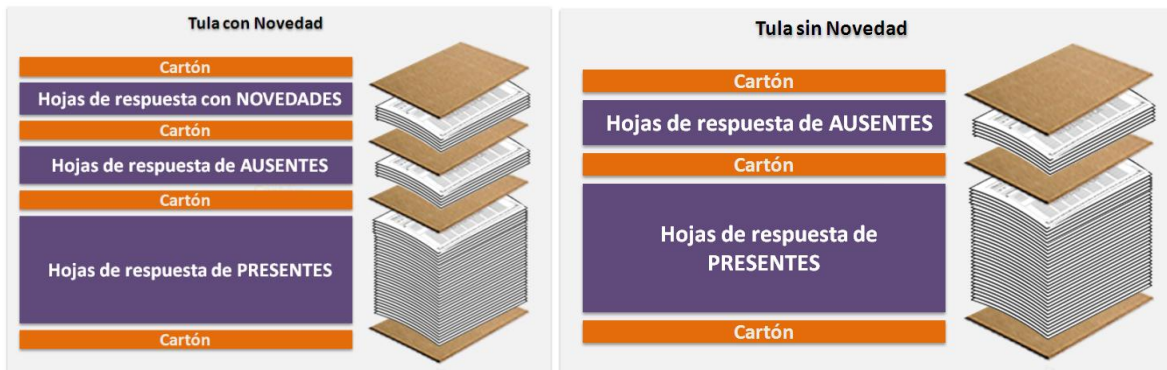 Tula con Novedad
Cartón
Hojas de respuesta con NOVEDADES
Cartón
Hojas de respuesta de AUSENTES
Cartón
Hojas de respuesta de PRESENTES
Cartón
Tula sin Novedad
Cartón
Hojas de respuesta de AUSENTES
Cartón
Hojas de respuesta de
PRESENTES
Cartón